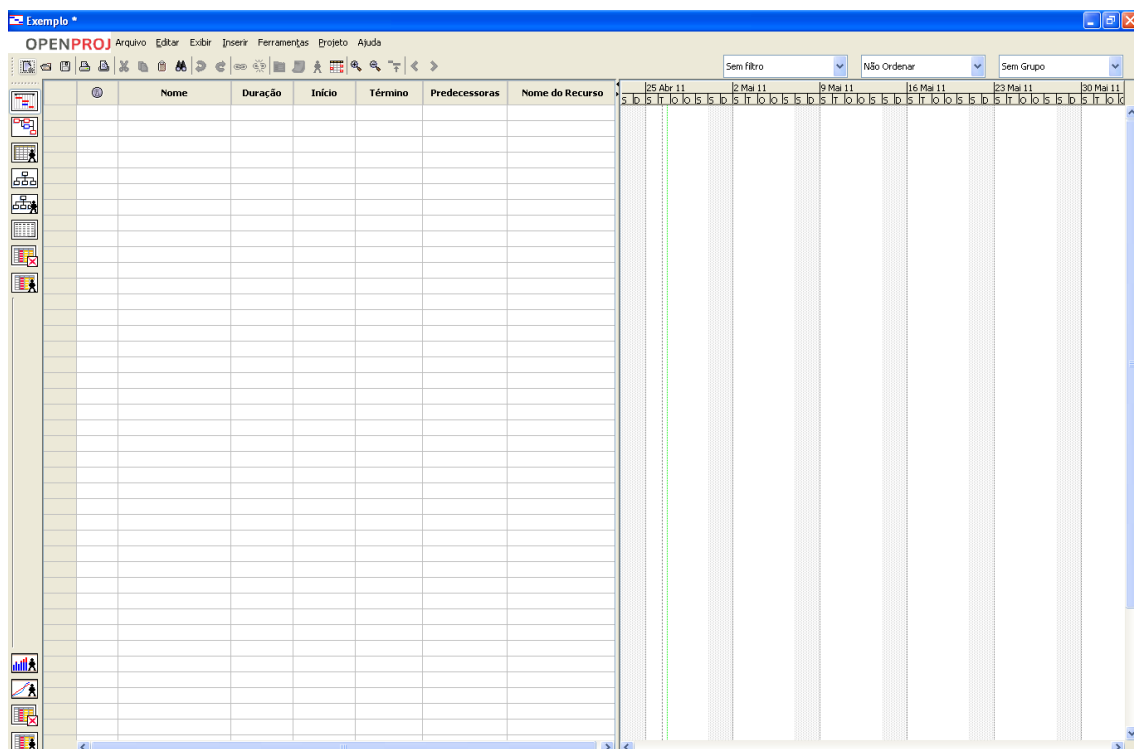 Exemplo *
OPENPROJ Arquivo Editar Exibir Inserir Ferramentas Projeto Ajuda
Sem filtro Não Ordenar Sem Grupo
Nome Duração Início Término Predecessoras Nome do Recurso
25 Abr 11 2 Mai 11 9 Mai 11 16 Mai 11 23 Mai 11 30 Mai 11
S D S T Q Q S S D S T Q Q S S D S T Q Q S S D S T Q Q S S D S T Q Q S S D S T Q Q